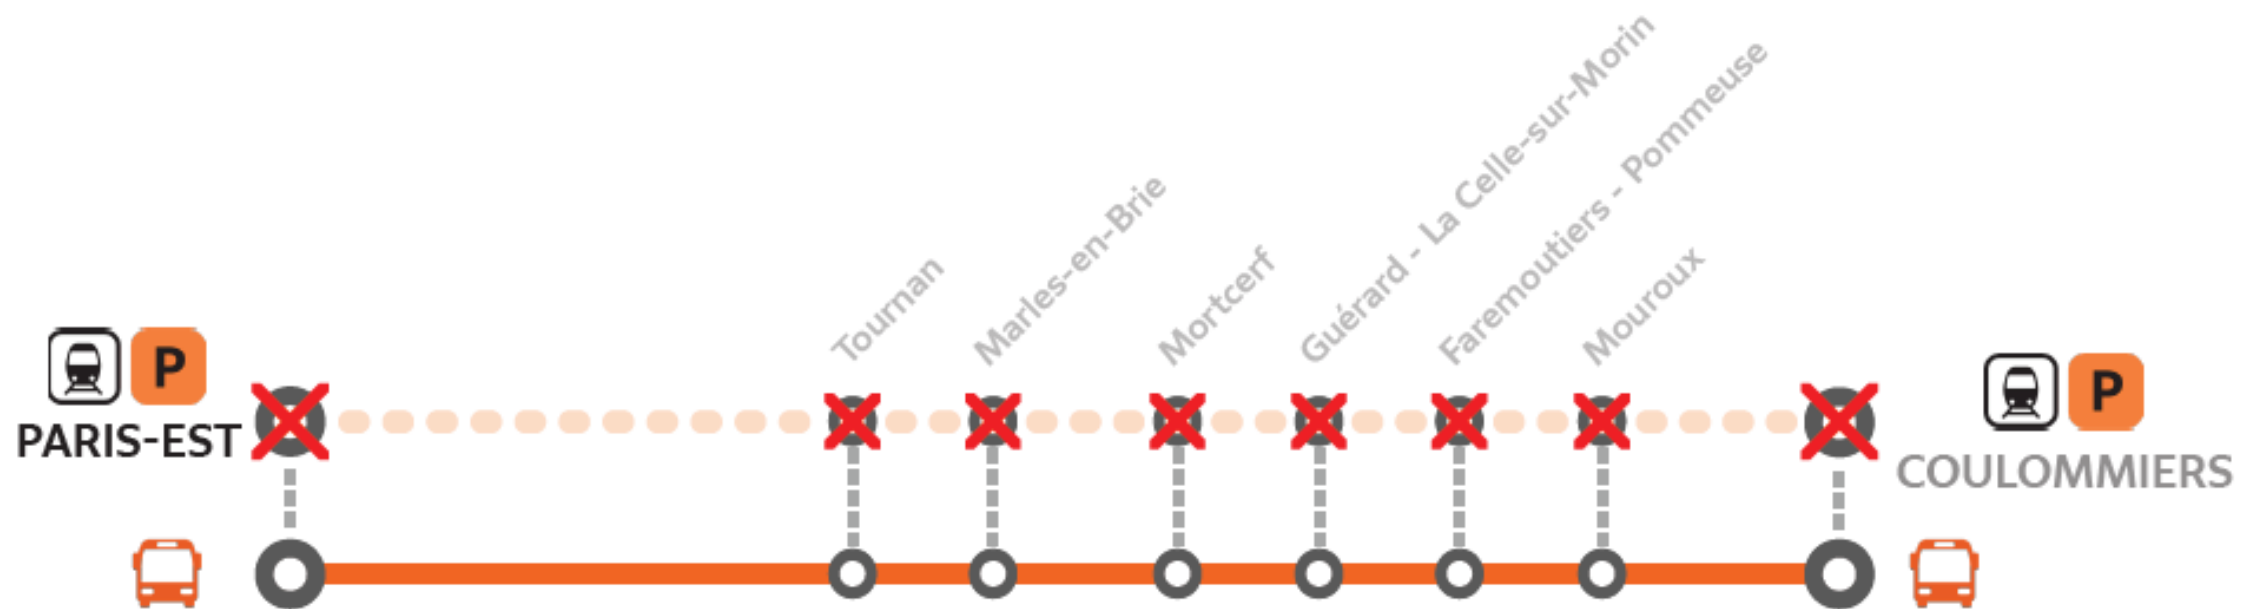 P
PARIS-EST
Tournan
Marles-en-Brie
Mortcerf
Guérard - La Celle-sur-Morin
Faremoutiers - Pommeuse
Mouroux
P
COULOMMIERS